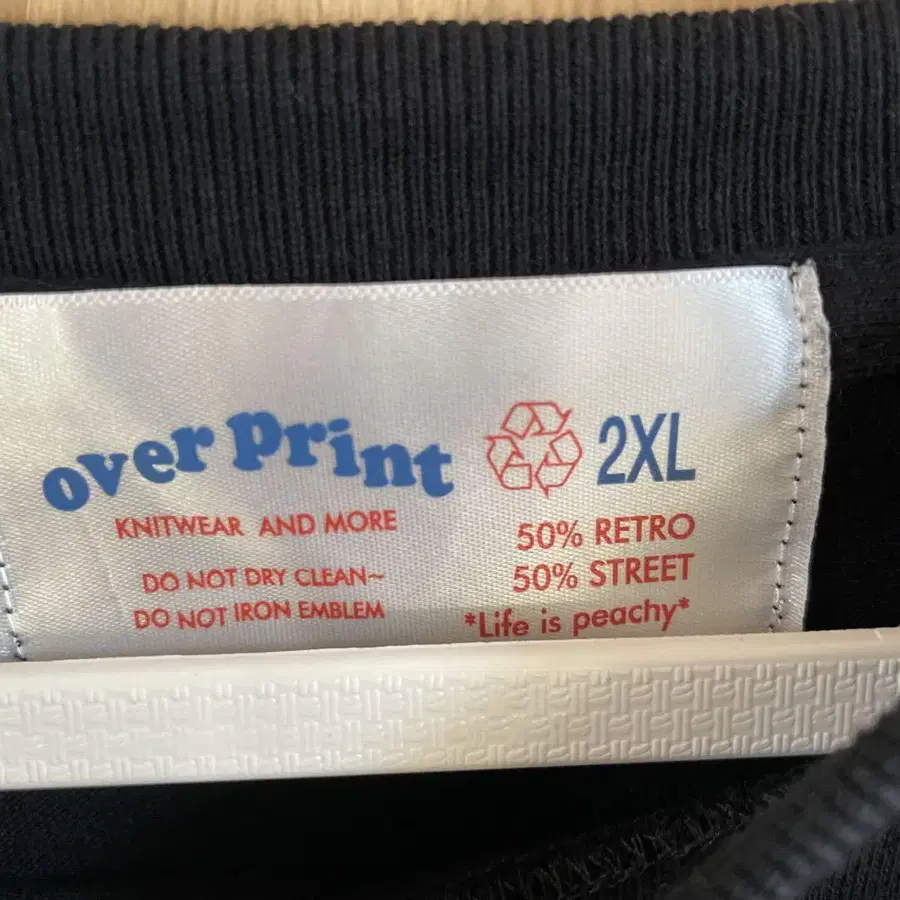 over print
2XL
KNITWEAR AND MORE
50% RETRO
DO NOT DRY CLEAN~
50% STREET
DO NOT IRON EMBLEM
*Life is peachy*